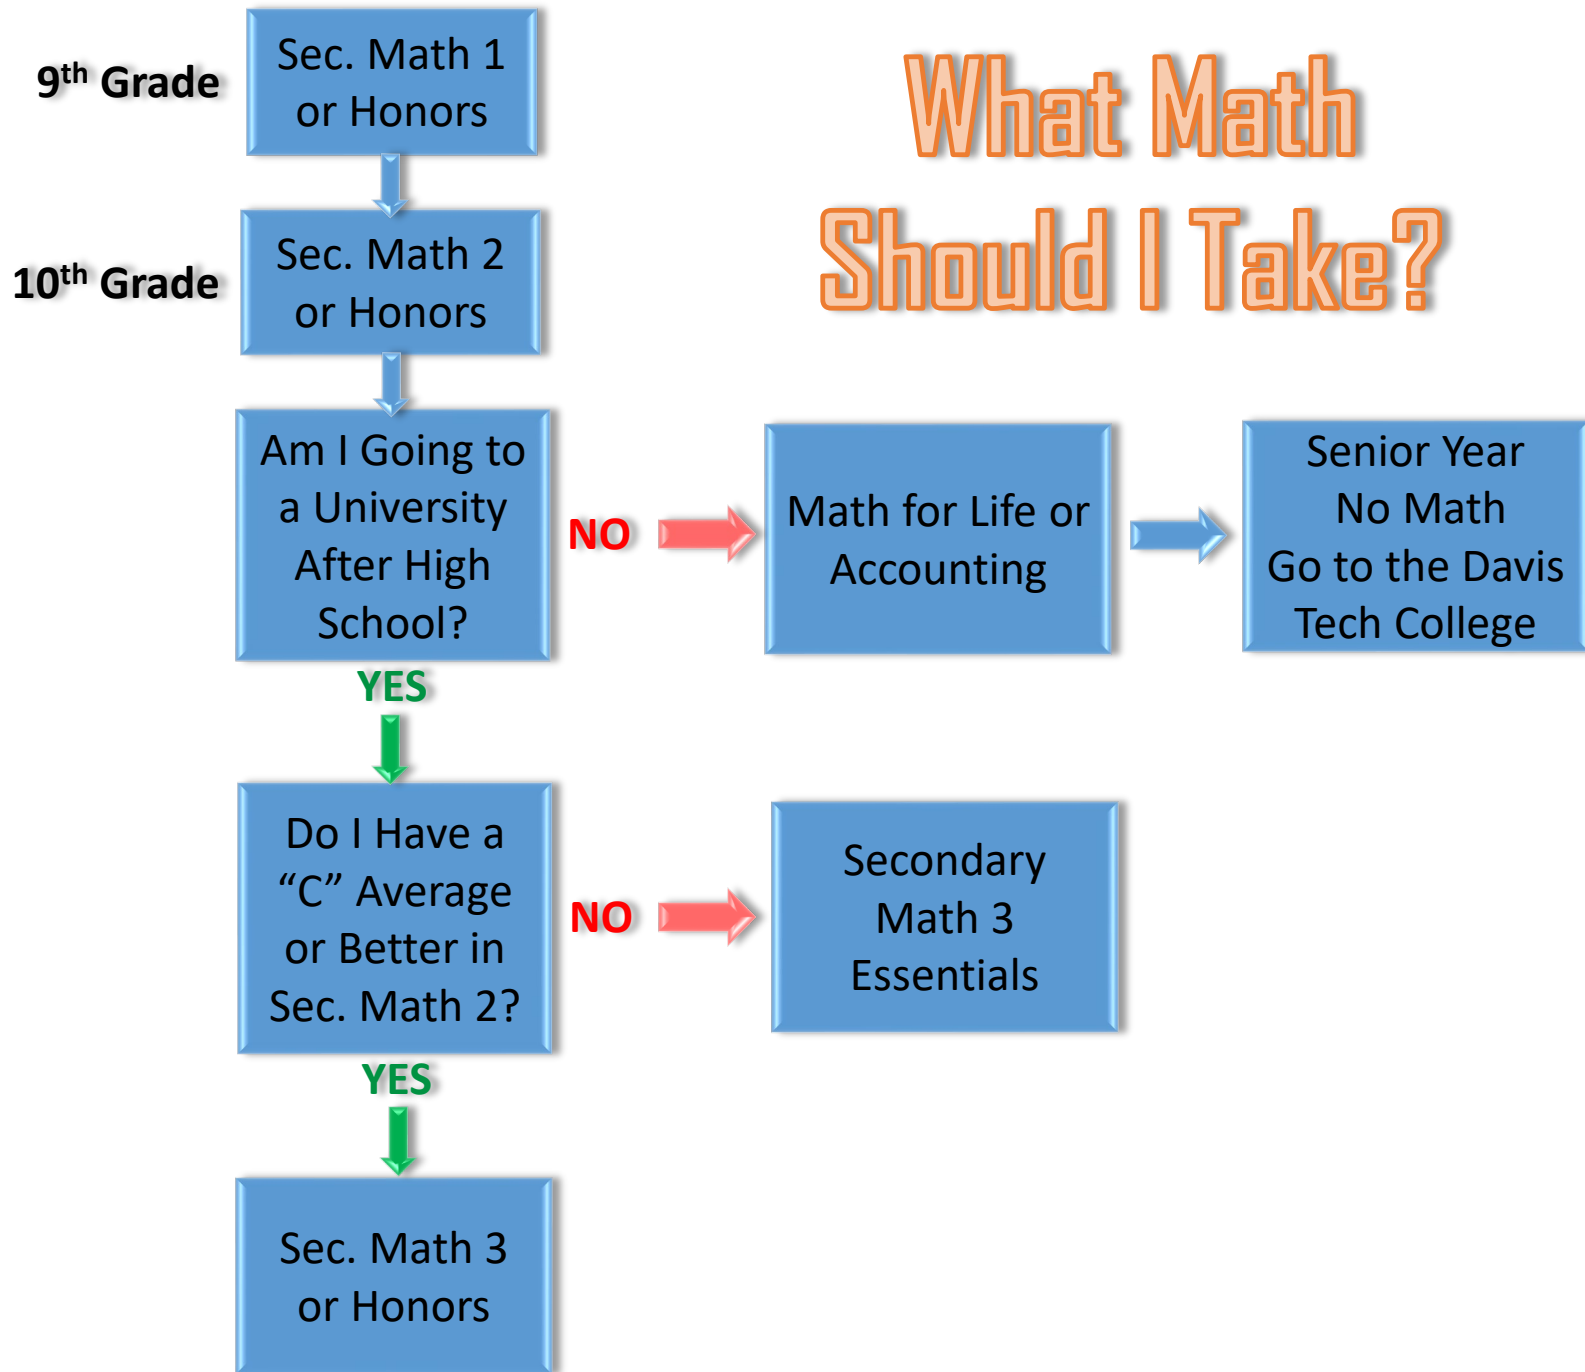 What Math
Should I Take?
9th Grade
Sec. Math 1
or Honors
10th Grade
Sec. Math 2
or Honors
Am I Going to
a University
After High
School?
NO
Math for Life or
Accounting
Senior Year
No Math
Go to the Davis
Tech College
YES
Do I Have a
“C” Average
or Better in
Sec. Math 2?
NO
Secondary
Math 3
Essentials
YES
Sec. Math 3
or Honors